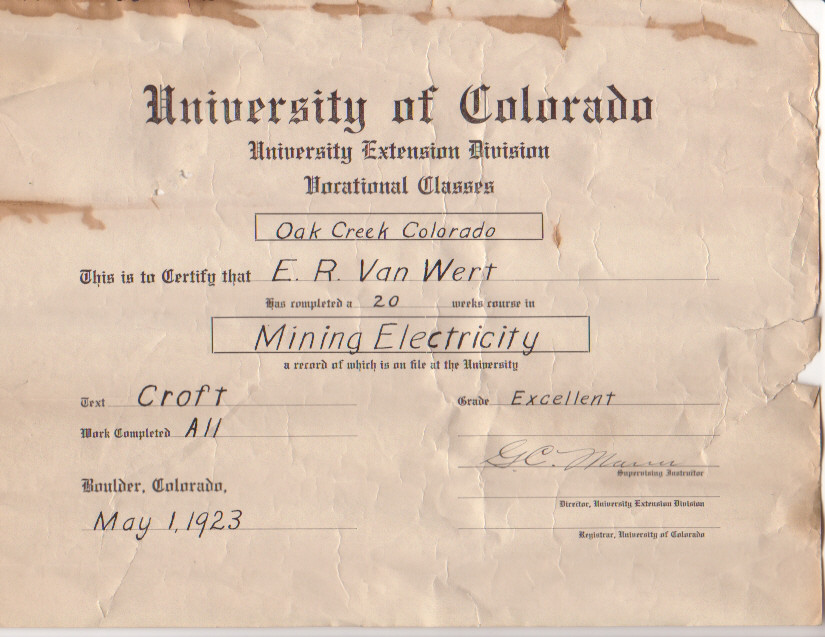 University of Colorado
University Extension Division
Vocational Classes
Oak Creek Colorado
This is to Certify that E. R. Van Wert
Has completed a 20 weeks course in
Mining Electricity
a record of which is on file at the University
Text Croft
Grade Excellent
Work Completed All
G.C.
Supervising Instructor
Boulder, Colorado,
Director, University Extension Division
May 1, 1923
Registrar, University of Colorado